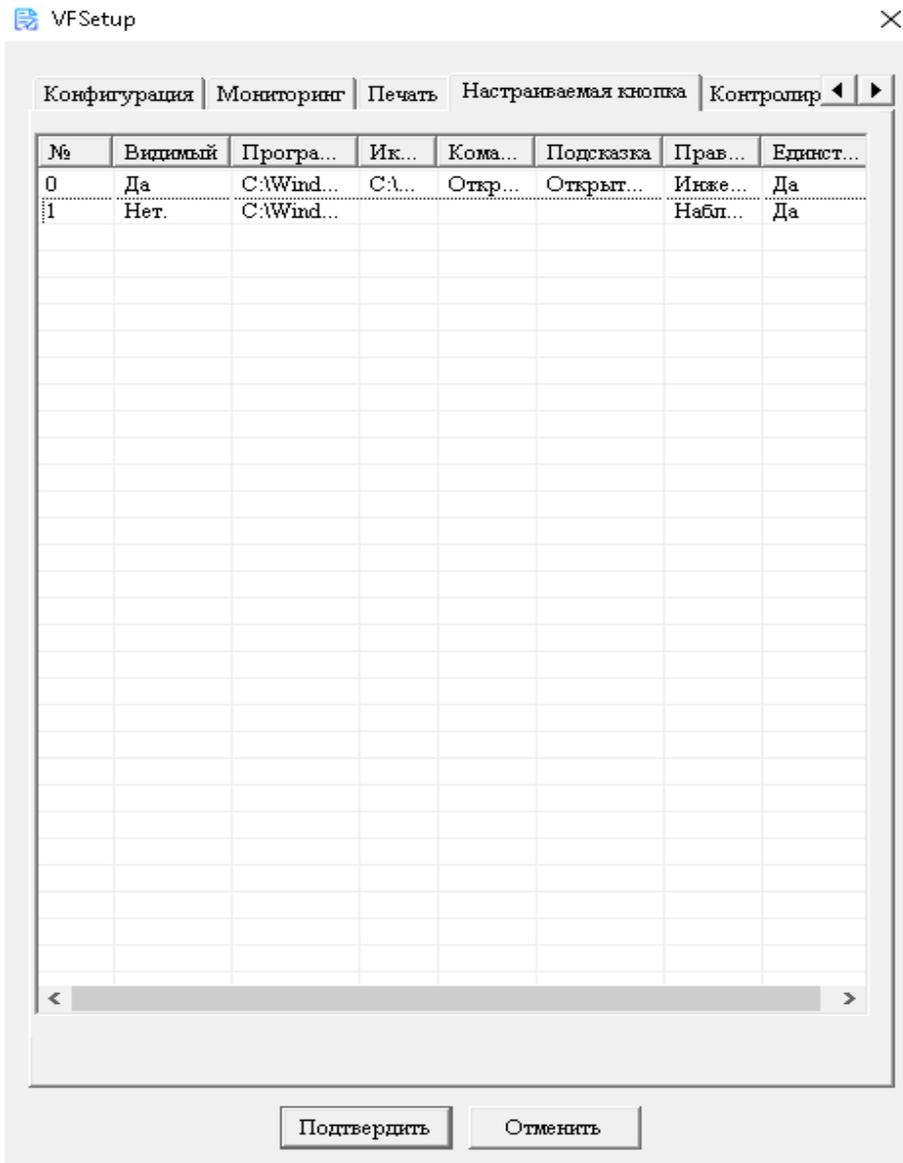 VFSetup
Конфигурация Мониторинг Печать Настраиваемая кнопка Контролир
№ Видимый Програ... Ик... Кома... Подсказка Прав... Единст...
0 Да C:\Wind... C:\... Откр... Открыт... Инже... Да
1 Нет. C:\Wind... Набл... Да
Подтвердить Отменить